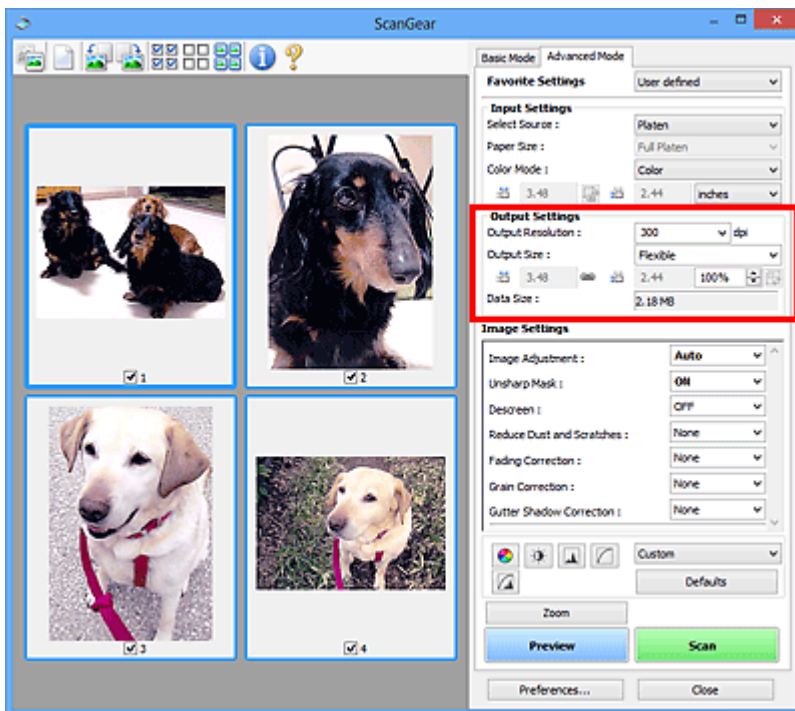 ScanGear
Basic Mode Advanced Mode
Favorite Settings User defined
Input Settings
Select Source : Platen
Paper Size : Full Platen
Color Mode : Color
3.48 2.44 inches
Output Settings
Output Resolution : 300 dpi
Output Size : Flexible
3.48 2.44 100%
Data Size : 2.18 MB
Image Settings
Image Adjustment : Auto
Unsharp Mask : ON
Descreen : OFF
Reduce Dust and Scratches : None
Fading Correction : None
Grain Correction : None
Gutter Shadow Correction : None
Custom
Defaults
Zoom
Preview Scan
Preferences... Close
1
2
3
4